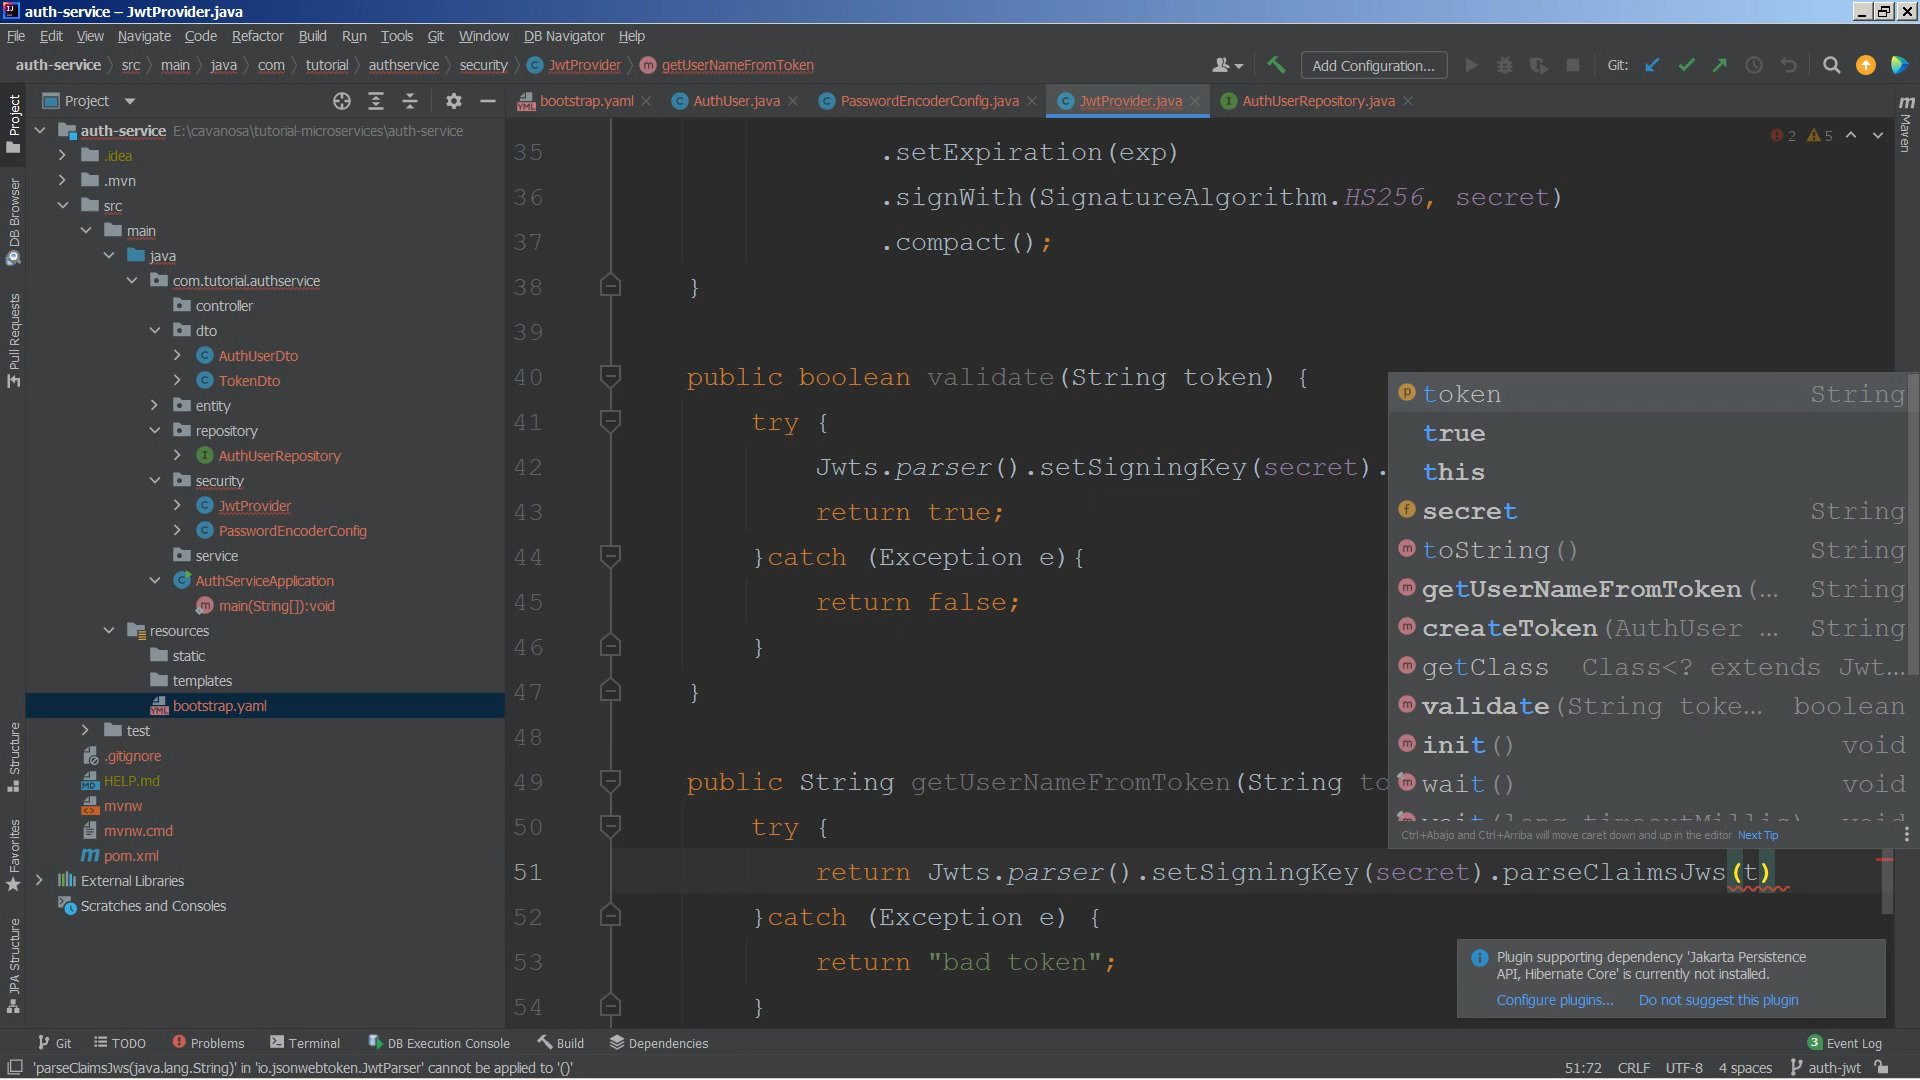 auth-service – JwtProvider.java
File Edit View Navigate Code Refactor Build Run Tools Git Window DB Navigator Help
auth-service src main java com tutorial authservice security JwtProvider getUserNameFromToken
Add Configuration... Git:
Project
bootstrap.yaml AuthUser.java PasswordEncoderConfig.java JwtProvider.java AuthUserRepository.java
auth-service E:\cavanosa\tutorial-microservices\auth-service
.idea
.mvn
src
main
java
com.tutorial.authservice
controller
dto
AuthUserDto
TokenDto
entity
repository
AuthUserRepository
security
JwtProvider
PasswordEncoderConfig
service
AuthServiceApplication
main(String[]):void
resources
static
templates
bootstrap.yaml
test
.gitignore
HELP.md
mvnw
mvnw.cmd
pom.xml
External Libraries
Scratches and Consoles
Project
DB Browser
Pull Requests
Structure
Favorites
JPA Structure
Maven
2 5
35 .setExpiration(exp)
36 .signWith(SignatureAlgorithm.HS256, secret)
37 .compact();
38 }
39
40 public boolean validate(String token) {
41 try {
42 Jwts.parser().setSigningKey(secret).
43 return true;
44 }catch (Exception e){
45 return false;
46 }
47 }
48
49 public String getUserNameFromToken(String to
50 try {
51 return Jwts.parser().setSigningKey(secret).parseClaimsJws(t)
52 }catch (Exception e) {
53 return "bad token";
54 }
token String
true
this
secret String
toString() String
getUserNameFromToken(... String
createToken(AuthUser ... String
getClass Class<? extends Jwt...
validate(String toke... boolean
init() void
wait() void
wait(long timeoutMillis) void
Ctrl+Abajo and Ctrl+Arriba will move caret down and up in the editor Next Tip
Plugin supporting dependency 'Jakarta Persistence
API, Hibernate Core' is currently not installed.
Configure plugins... Do not suggest this plugin
Git TODO Problems Terminal DB Execution Console Build Dependencies 3 Event Log
'parseClaimsJws(java.lang.String)' in 'io.jsonwebtoken.JwtParser' cannot be applied to '()' 51:72 CRLF UTF-8 4 spaces auth-jwt